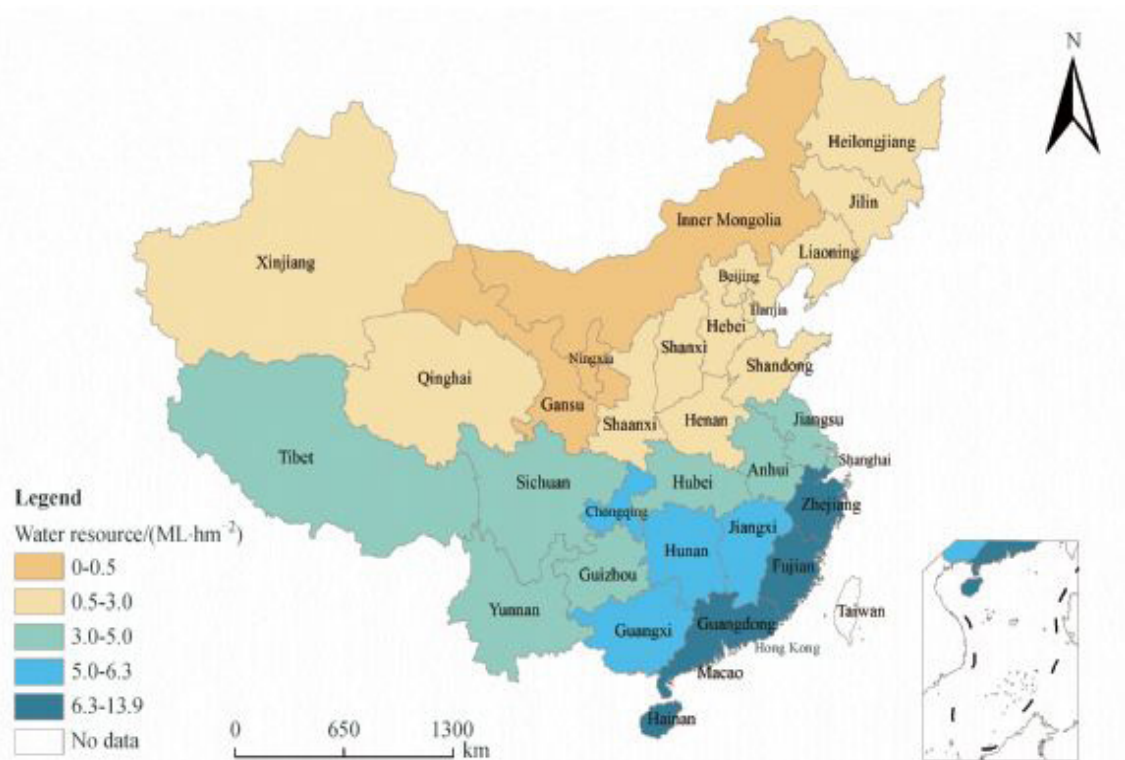 N
Heilongjiang
Jilin
Inner Mongolia
Liaoning
Xinjiang
Beijing
Tianjin
Hebei
Shanxi
Ningxia
Shandong
Qinghai
Gansu
Shaanxi
Henan
Jiangsu
Tibet
Shanghai
Sichuan
Hubei
Anhui
Chongqing
Zhejiang
Jiangxi
Hunan
Fujian
Guizhou
Yunnan
Taiwan
Guangxi
Guangdong
Hong Kong
Macao
Hainan
Legend
Water resource/(ML·hm⁻²)
0-0.5
0.5-3.0
3.0-5.0
5.0-6.3
6.3-13.9
No data
0 650 1300
km